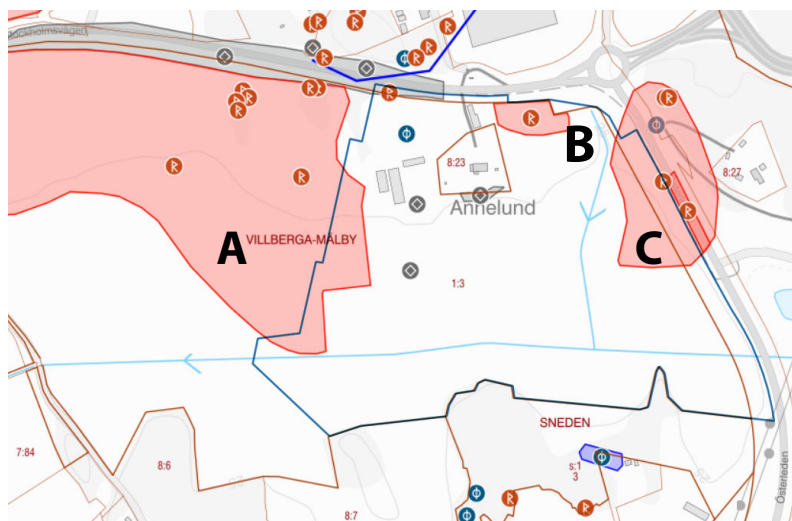 Stockholmsvägen
8:23
B
8:27
Annelund
A
VILLBERGA-MÄLBY
C
1:3
SNEDEN
7:84
8:6
s:1
3
8:7
Österleden